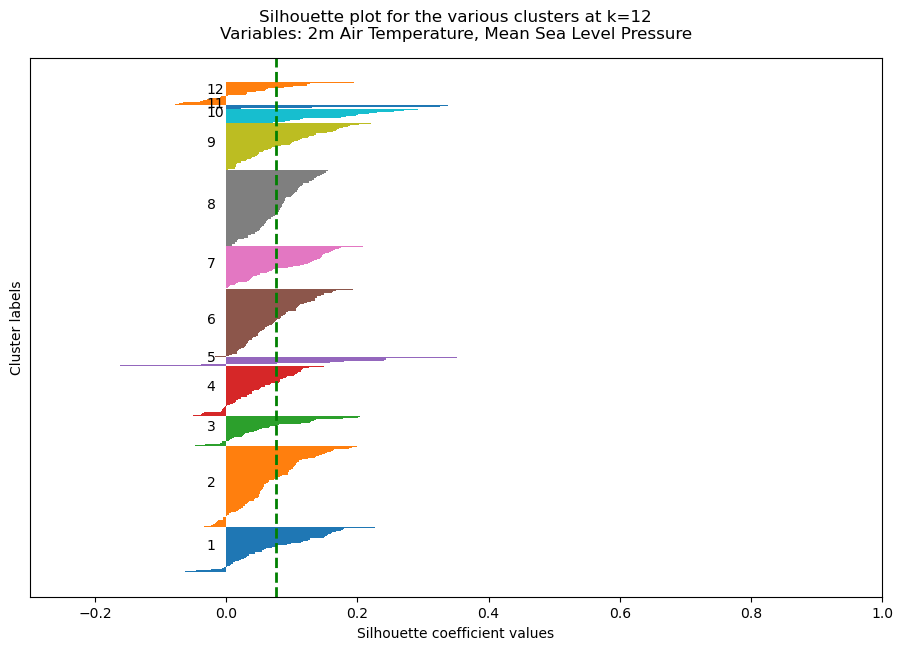 Silhouette plot for the various clusters at k=12
Variables: 2m Air Temperature, Mean Sea Level Pressure
12
11
10
9
8
7
6
5
4
3
2
1
Cluster labels
−0.2 0.0 0.2 0.4 0.6 0.8 1.0
Silhouette coefficient values